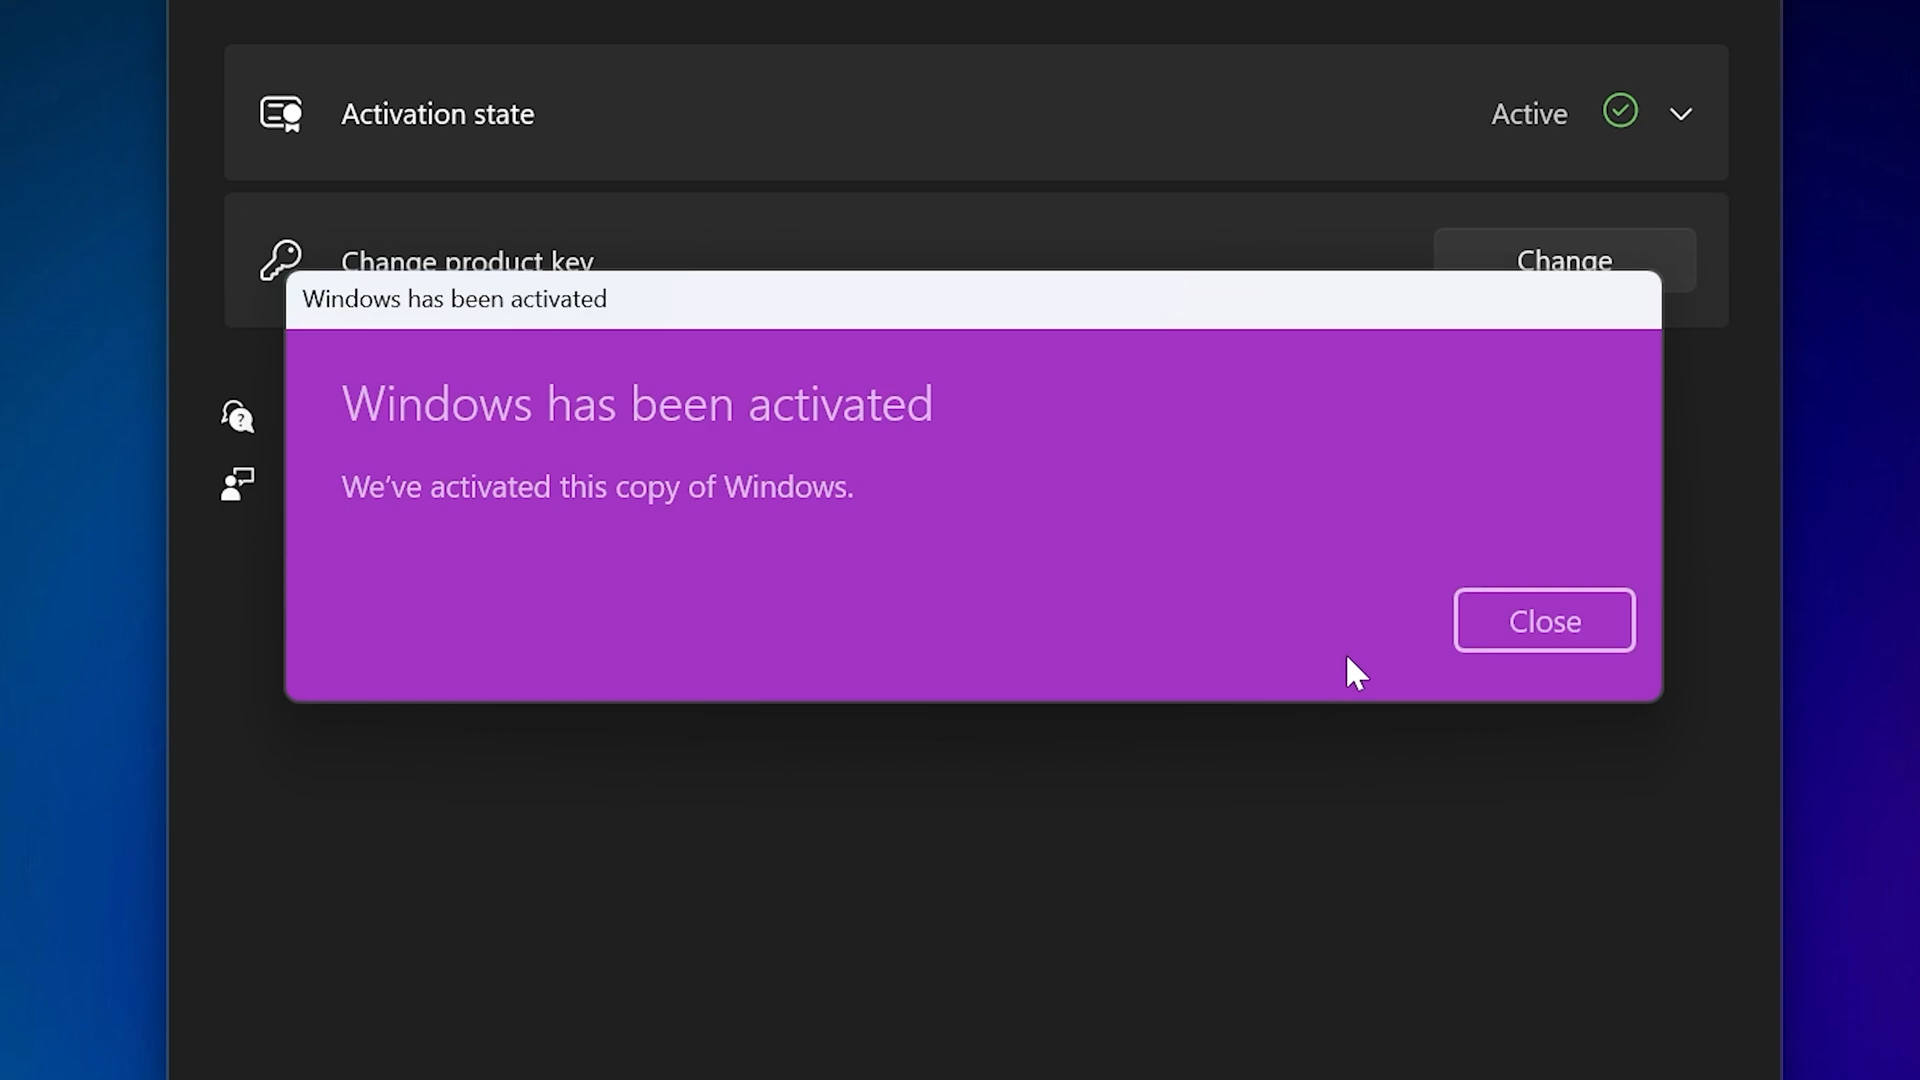 Activation state
Active
Change product key
Change
Windows has been activated
Windows has been activated
We've activated this copy of Windows.
Close